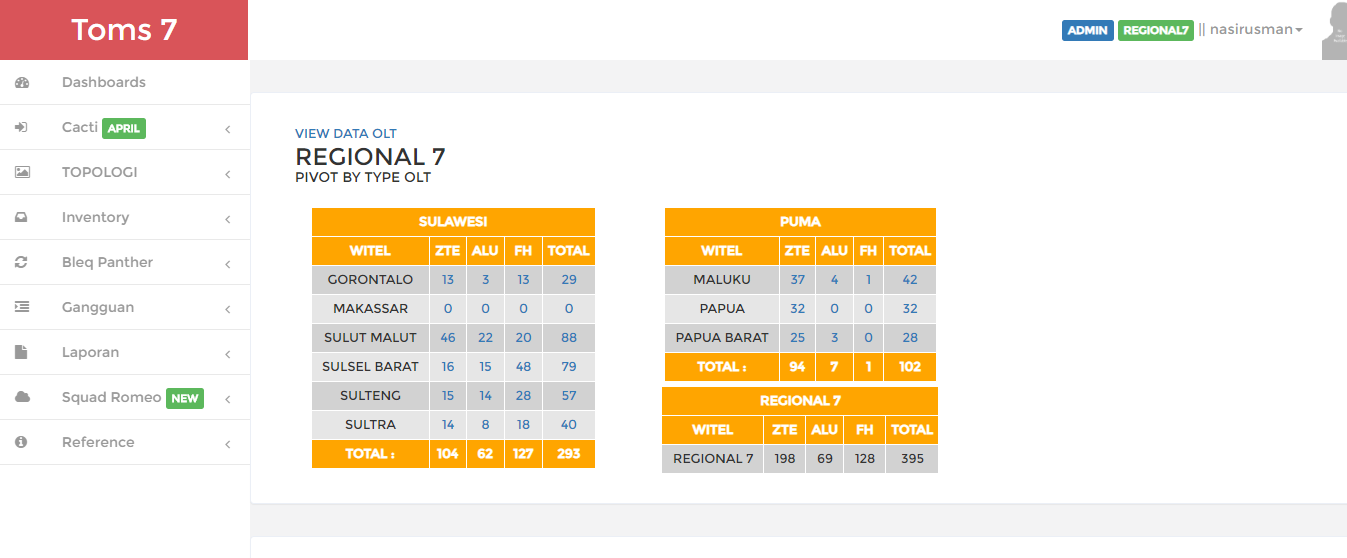 Toms 7
ADMIN REGIONAL7 || nasirusman
Dashboards
Cacti APRIL
TOPOLOGI
Inventory
Bleq Panther
Gangguan
Laporan
Squad Romeo NEW
Reference
VIEW DATA OLT
REGIONAL 7
PIVOT BY TYPE OLT
SULAWESI
WITEL ZTE ALU FH TOTAL
GORONTALO 13 3 13 29
MAKASSAR 0 0 0 0
SULUT MALUT 46 22 20 88
SULSEL BARAT 16 15 48 79
SULTENG 15 14 28 57
SULTRA 14 8 18 40
TOTAL : 104 62 127 293
PUMA
WITEL ZTE ALU FH TOTAL
MALUKU 37 4 1 42
PAPUA 32 0 0 32
PAPUA BARAT 25 3 0 28
TOTAL : 94 7 1 102
REGIONAL 7
WITEL ZTE ALU FH TOTAL
REGIONAL 7 198 69 128 395